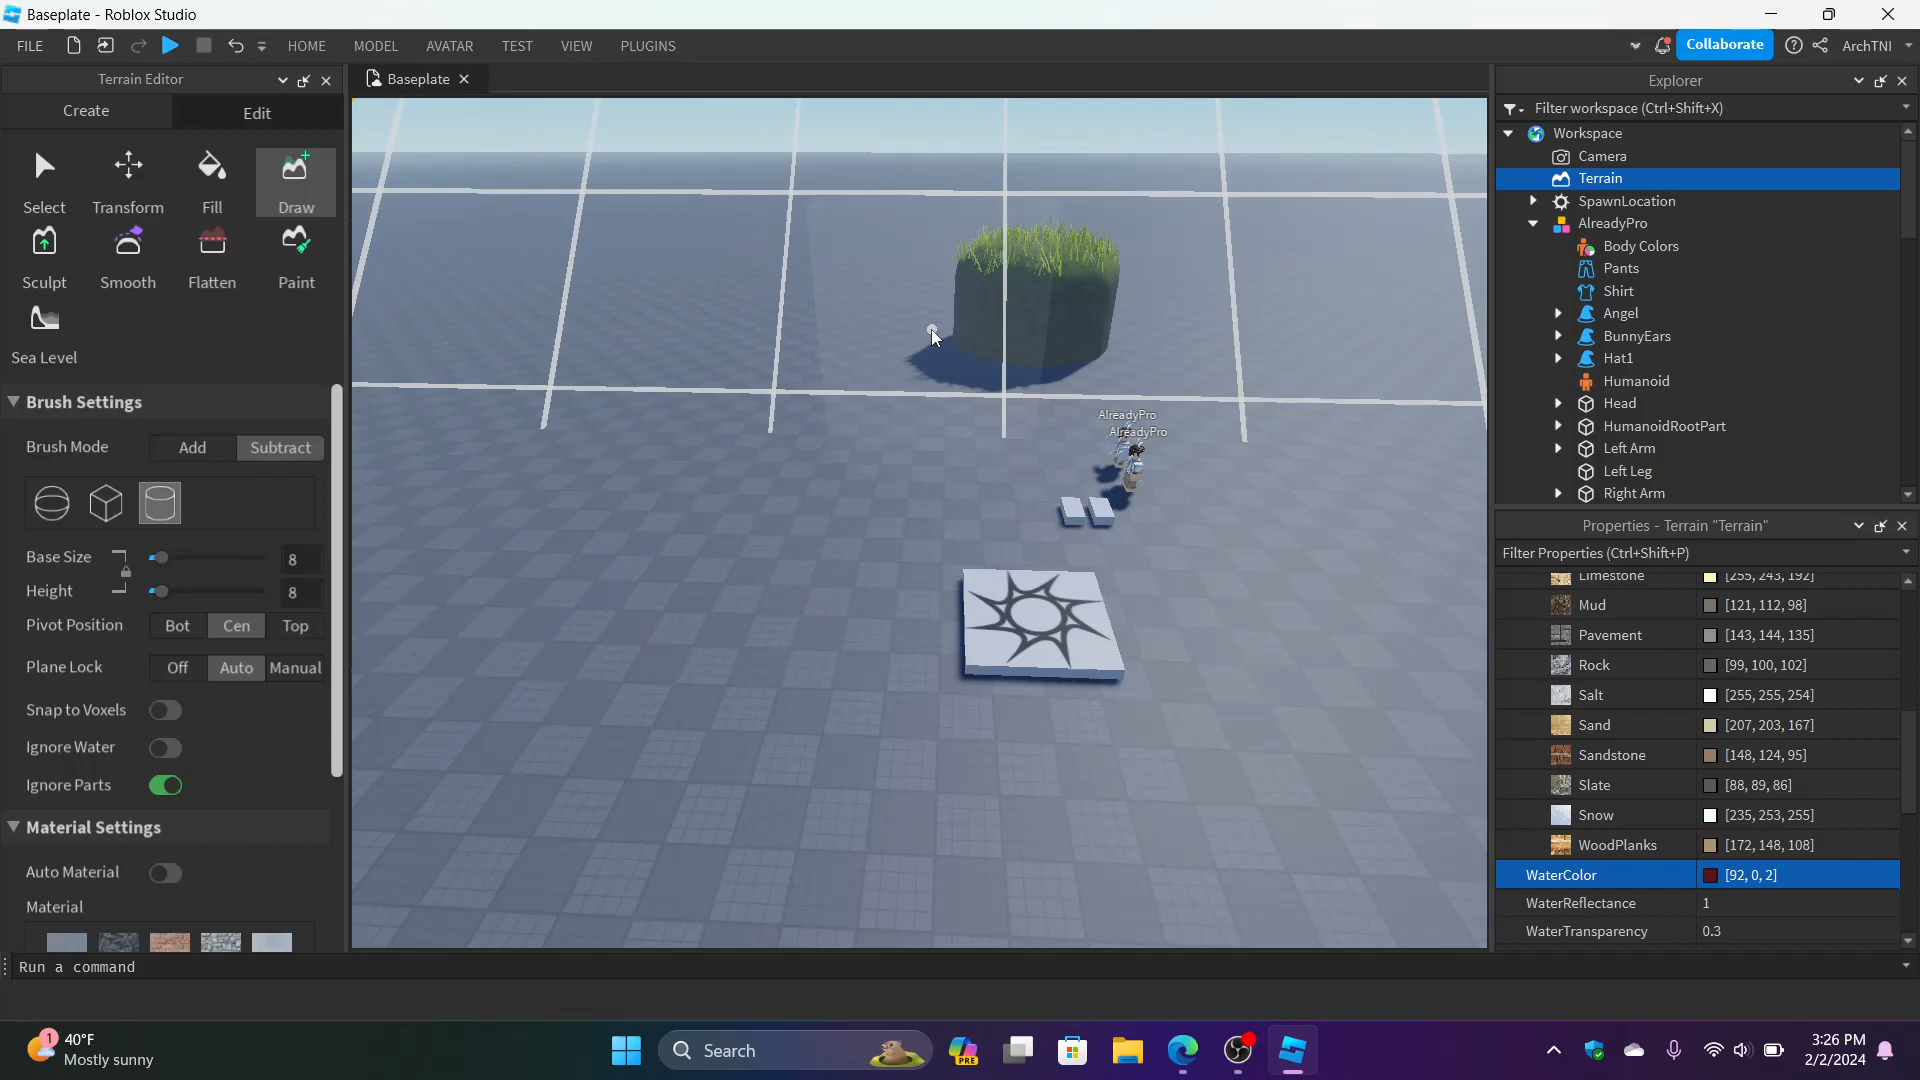 Baseplate - Roblox Studio
FILE HOME MODEL AVATAR TEST VIEW PLUGINS Collaborate ArchTNI
Terrain Editor
Create Edit
Select Transform Fill Draw
Sculpt Smooth Flatten Paint
Sea Level
Brush Settings
Brush Mode Add Subtract
Base Size 8
Height 8
Pivot Position Bot Cen Top
Plane Lock Off Auto Manual
Snap to Voxels
Ignore Water
Ignore Parts
Material Settings
Auto Material
Material
Baseplate
AlreadyPro
AlreadyPro
Explorer
Filter workspace (Ctrl+Shift+X)
Workspace
Camera
Terrain
SpawnLocation
AlreadyPro
Body Colors
Pants
Shirt
Angel
BunnyEars
Hat1
Humanoid
Head
HumanoidRootPart
Left Arm
Left Leg
Right Arm
Properties - Terrain "Terrain"
Filter Properties (Ctrl+Shift+P)
Limestone [255, 243, 192]
Mud [121, 112, 98]
Pavement [143, 144, 135]
Rock [99, 100, 102]
Salt [255, 255, 254]
Sand [207, 203, 167]
Sandstone [148, 124, 95]
Slate [88, 89, 86]
Snow [235, 253, 255]
WoodPlanks [172, 148, 108]
WaterColor [92, 0, 2]
WaterReflectance 1
WaterTransparency 0.3
Run a command
1
40°F
Mostly sunny
Search
PRE
3:26 PM
2/2/2024